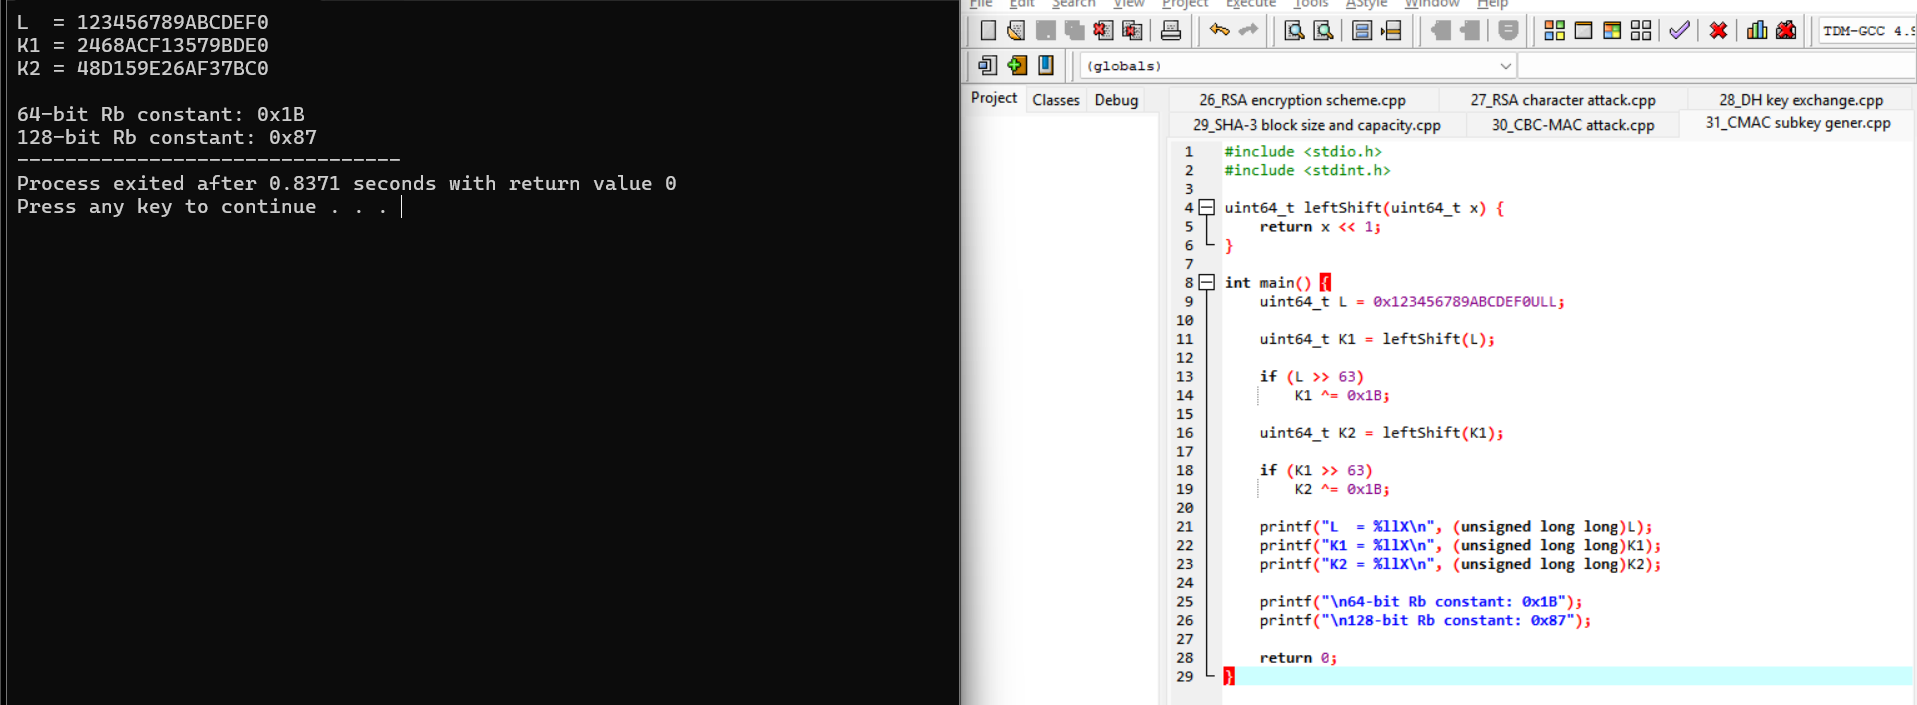 L  = 123456789ABCDEF0
K1 = 2468ACF13579BDE0
K2 = 48D159E26AF37BC0
64-bit Rb constant: 0x1B
128-bit Rb constant: 0x87
--------------------------------
Process exited after 0.8371 seconds with return value 0
Press any key to continue . . .
File Edit Search View Project Execute Tools AStyle Window Help
TDM-GCC 4.9
(globals)
Project Classes Debug
26_RSA encryption scheme.cpp 27_RSA character attack.cpp 28_DH key exchange.cpp
29_SHA-3 block size and capacity.cpp 30_CBC-MAC attack.cpp 31_CMAC subkey gener.cpp
1 #include <stdio.h>
2 #include <stdint.h>
3
4 uint64_t leftShift(uint64_t x) {
5     return x << 1;
6 }
7
8 int main() {
9     uint64_t L = 0x123456789ABCDEF0ULL;
10
11     uint64_t K1 = leftShift(L);
12
13     if (L >> 63)
14         K1 ^= 0x1B;
15
16     uint64_t K2 = leftShift(K1);
17
18     if (K1 >> 63)
19         K2 ^= 0x1B;
20
21     printf("L  = %llX\n", (unsigned long long)L);
22     printf("K1 = %llX\n", (unsigned long long)K1);
23     printf("K2 = %llX\n", (unsigned long long)K2);
24
25     printf("\n64-bit Rb constant: 0x1B");
26     printf("\n128-bit Rb constant: 0x87");
27
28     return 0;
29 }